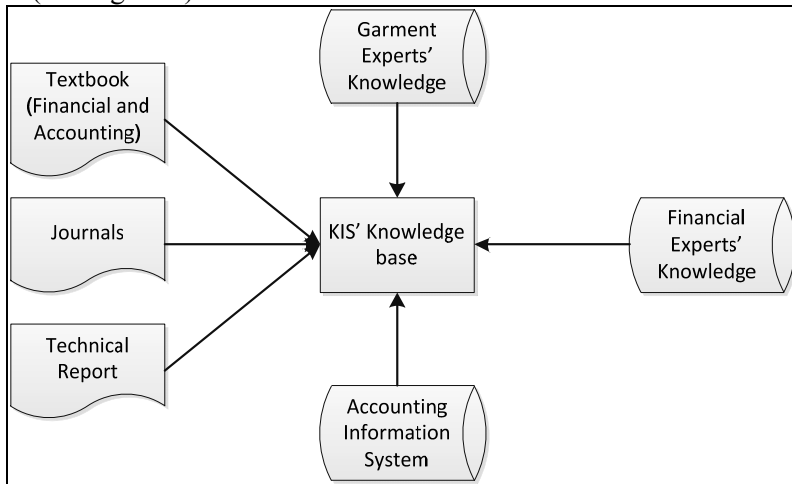 Garment
Experts'
Knowledge
Textbook
(Financial and
Accounting)
Journals
KIS' Knowledge
base
Financial
Experts'
Knowledge
Technical
Report
Accounting
Information
System